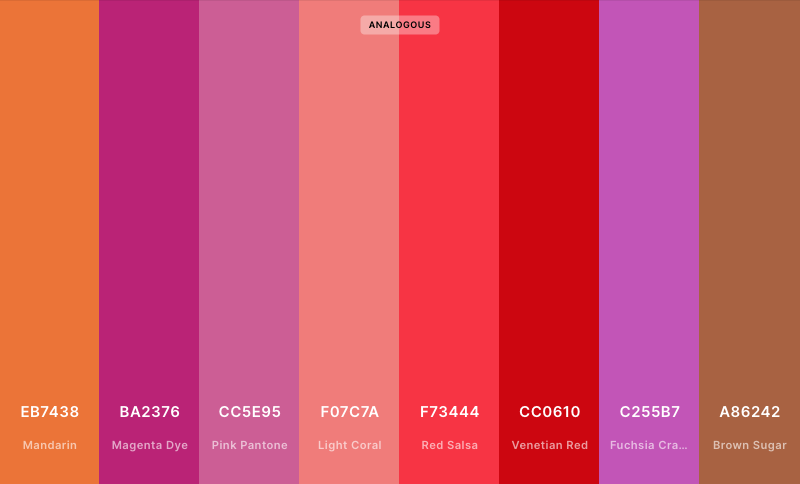 ANALOGOUS
EB7438 BA2376 CC5E95 F07C7A F73444 CC0610 C255B7 A86242
Mandarin Magenta Dye Pink Pantone Light Coral Red Salsa Venetian Red Fuchsia Cra... Brown Sugar